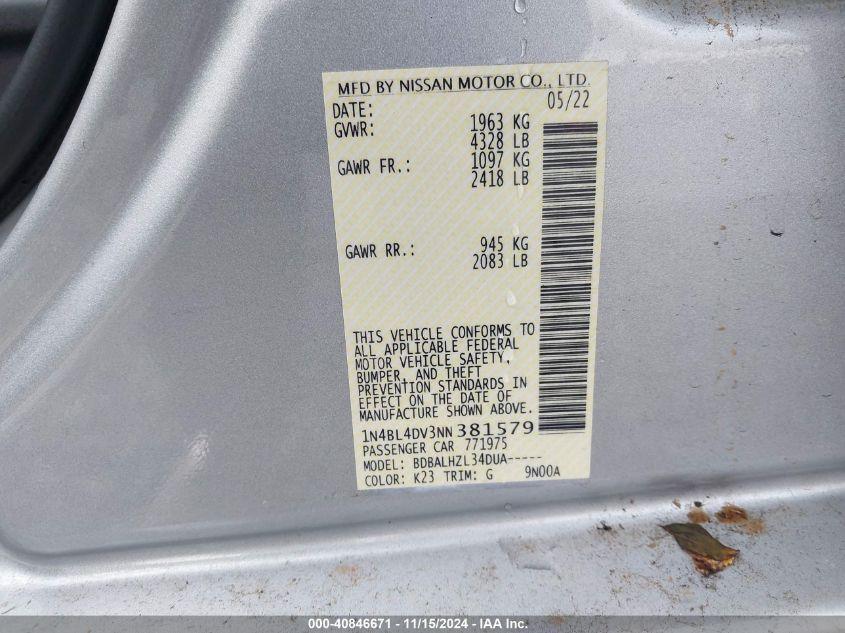 MFD BY NISSAN MOTOR CO., LTD.
DATE: 05/22
GVWR: 1963 KG
4328 LB
GAWR FR.: 1097 KG
2418 LB
GAWR RR.: 945 KG
2083 LB
THIS VEHICLE CONFORMS TO
ALL APPLICABLE FEDERAL
MOTOR VEHICLE SAFETY,
BUMPER, AND THEFT
PREVENTION STANDARDS IN
EFFECT ON THE DATE OF
MANUFACTURE SHOWN ABOVE.
1N4BL4DV3NN381579
PASSENGER CAR 771975
MODEL: BDBALHZL34DUA-----
COLOR: K23 TRIM: G 9N00A
000-40846671 - 11/15/2024 - IAA Inc.